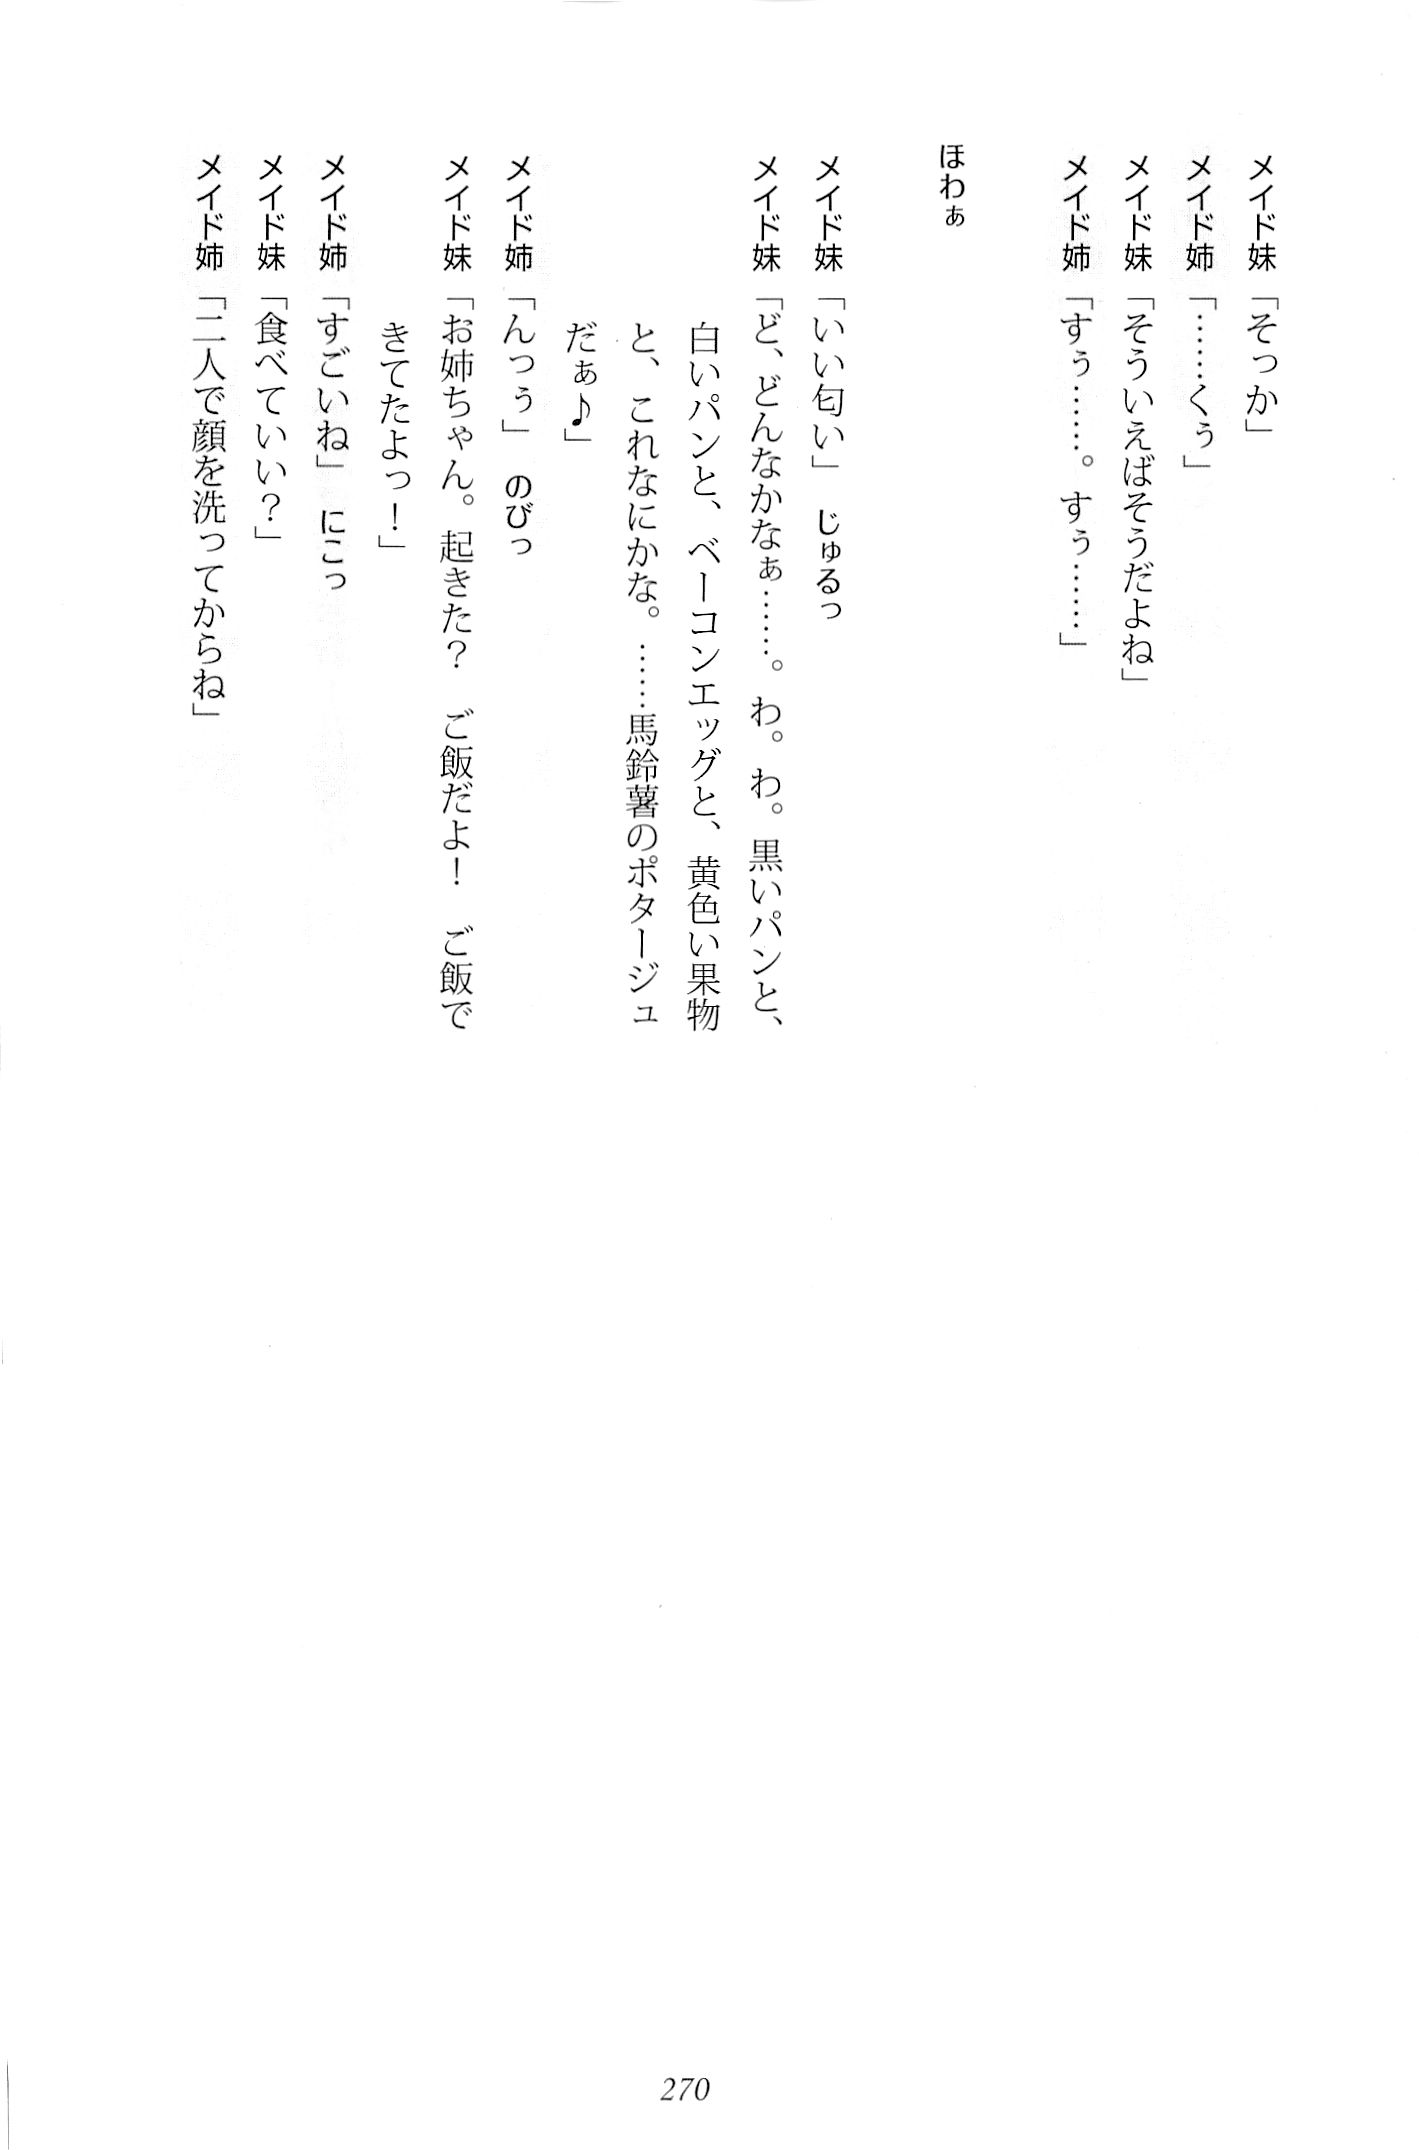 メイド妹「そっか」
メイド姉「……くぅ」
メイド妹「そういえばそうだよね」
メイド姉「すぅ……。すぅ……」
ほわぁ
メイド妹「いい匂い」　じゅるっ
メイド妹「ど、どんなかなぁ……。わ。わ。黒いパンと、
白いパンと、ベーコンエッグと、黄色い果物
と、これなにかな。……馬鈴薯のポタージュ
だぁ♪」
メイド姉「んっぅ」　のびっ
メイド妹「お姉ちゃん。起きた？　ご飯だよ！　ご飯で
きてたよっ！」
メイド姉「すごいね」　にこっ
メイド妹「食べていい？」
メイド姉「二人で顔を洗ってからね」
270